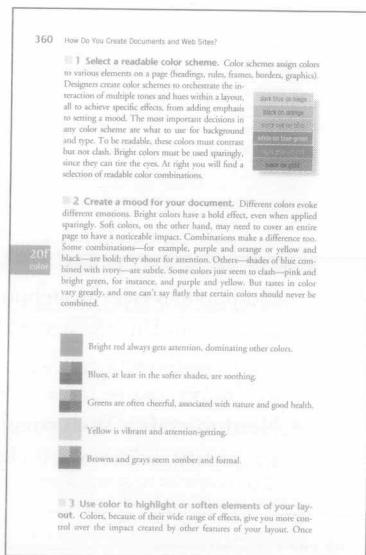 360 How Do You Create Documents and Web Sites?
1 Select a readable color scheme. Color schemes assign colors
to various elements on a page (headings, rules, frames, borders, graphics).
Designers create color schemes to orchestrate the in-
teraction of multiple tones and hues within a layout,
all to achieve specific effects, from adding emphasis
to setting a mood. The most important decisions in
any color scheme are what to use for background
and type. To be readable, these colors must contrast
but not clash. Bright colors must be used sparingly,
since they can tire the eyes. At right you will find a
selection of readable color combinations.
dark blue on beige
black on orange
white on blue-green
black on gold
2 Create a mood for your document. Different colors evoke
different emotions. Bright colors have a bold effect, even when applied
sparingly. Soft colors, on the other hand, may need to cover an entire
page to have a noticeable impact. Combinations make a difference too.
Some combinations—for example, purple and orange or yellow and
black—are bold; they shout for attention. Others—shades of blue com-
bined with ivory—are subtle. Some colors just seem to clash—pink and
bright green, for instance, and purple and yellow. But tastes in color
vary greatly, and one can't say flatly that certain colors should never be
combined.
20f
color
Bright red always gets attention, dominating other colors.
Blues, at least in the softer shades, are soothing.
Greens are often cheerful, associated with nature and good health.
Yellow is vibrant and attention-getting.
Browns and grays seem somber and formal.
3 Use color to highlight or soften elements of your lay-
out. Colors, because of their wide range of effects, give you more con-
trol over the impact created by other features of your layout. Once